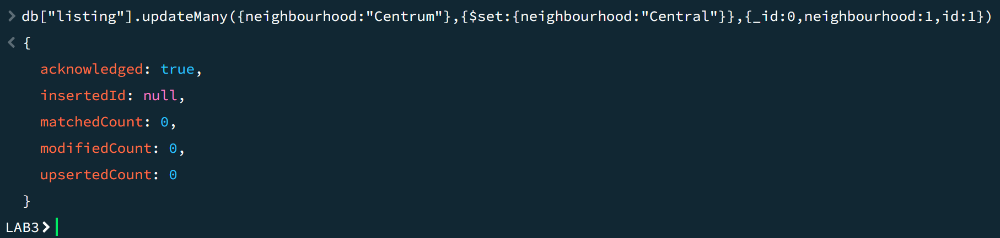 > db["listing"].updateMany({neighbourhood:"Centrum"},{$set:{neighbourhood:"Central"}},{_id:0,neighbourhood:1,id:1})
< {
acknowledged: true,
insertedId: null,
matchedCount: 0,
modifiedCount: 0,
upsertedCount: 0
}
LAB3>